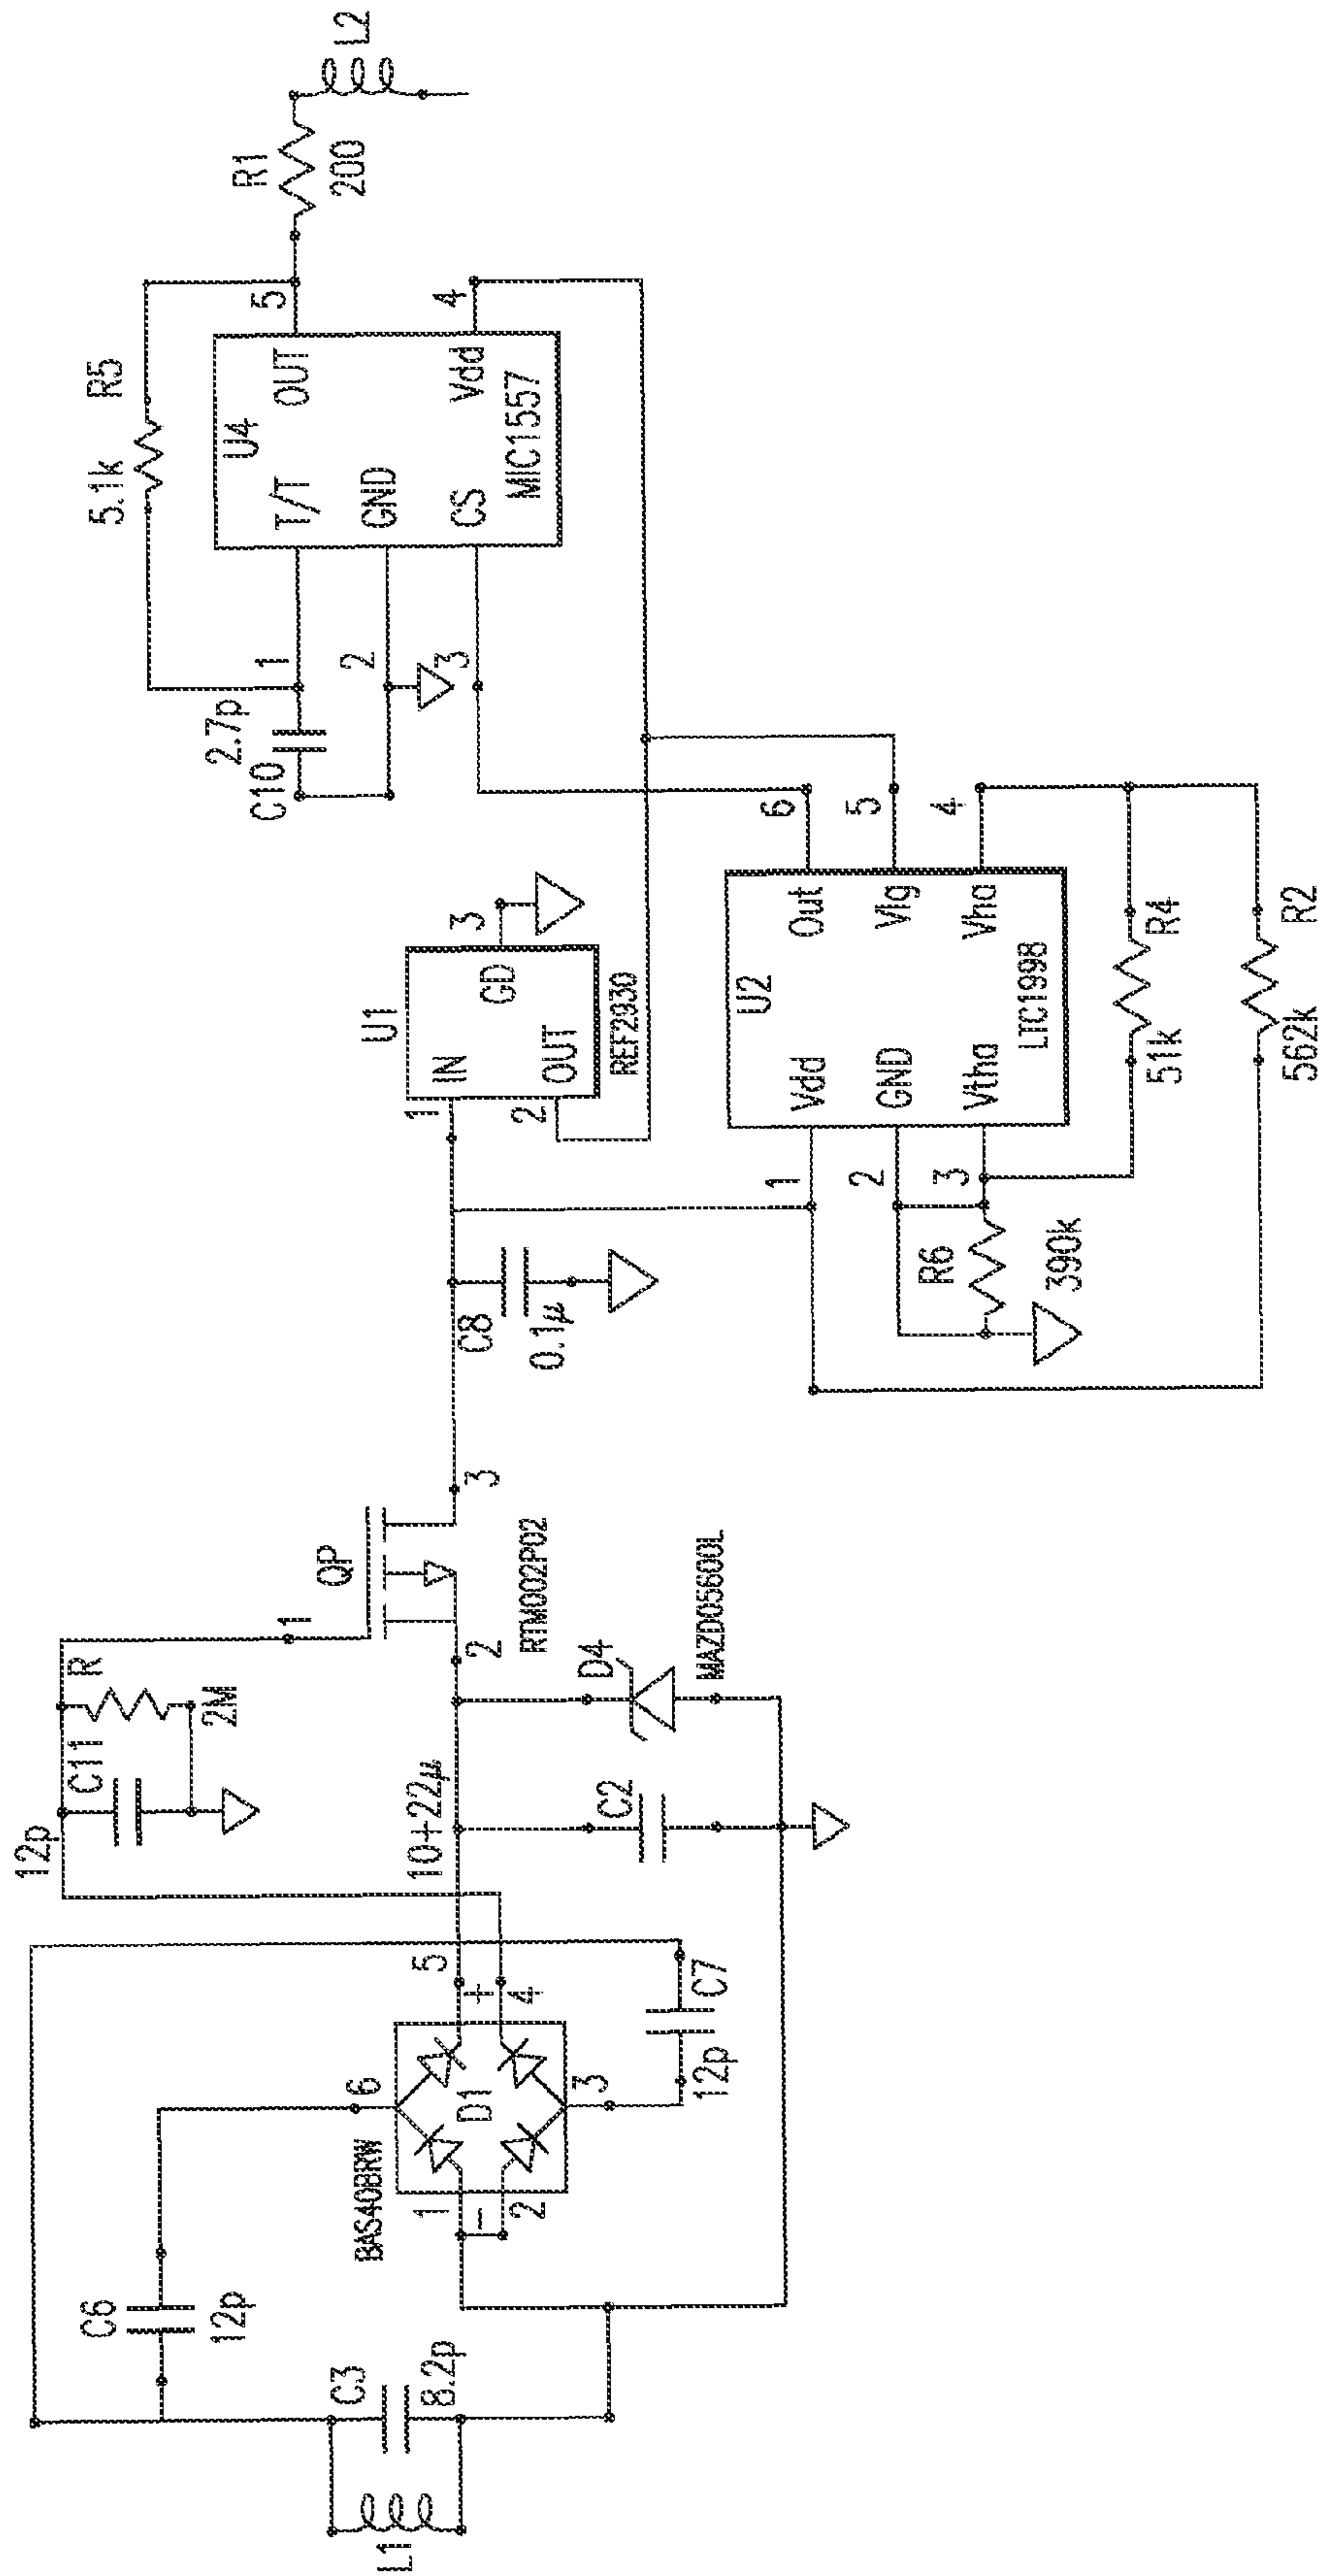 L1
C3
8.2p
C6
12p
BAS40BRW
D1
1
2
3
4
5
6
+
–
C7
12p
12p
C11
R
2M
10+22µ
C2
D4
MAZD05600L
QP
1
2
3
RTM002P02
C8
0.1µ
U1
IN
OUT
GD
1
2
3
REF2930
R6
390k
U2
Vdd
GND
Vtha
Out
Vlg
Vha
LTC1998
1
2
3
4
5
6
51k
R4
562k
R2
C10
2.7p
5.1k
R5
U4
T/T
GND
CS
OUT
Vdd
MIC1557
1
2
3
4
5
R1
200
L2